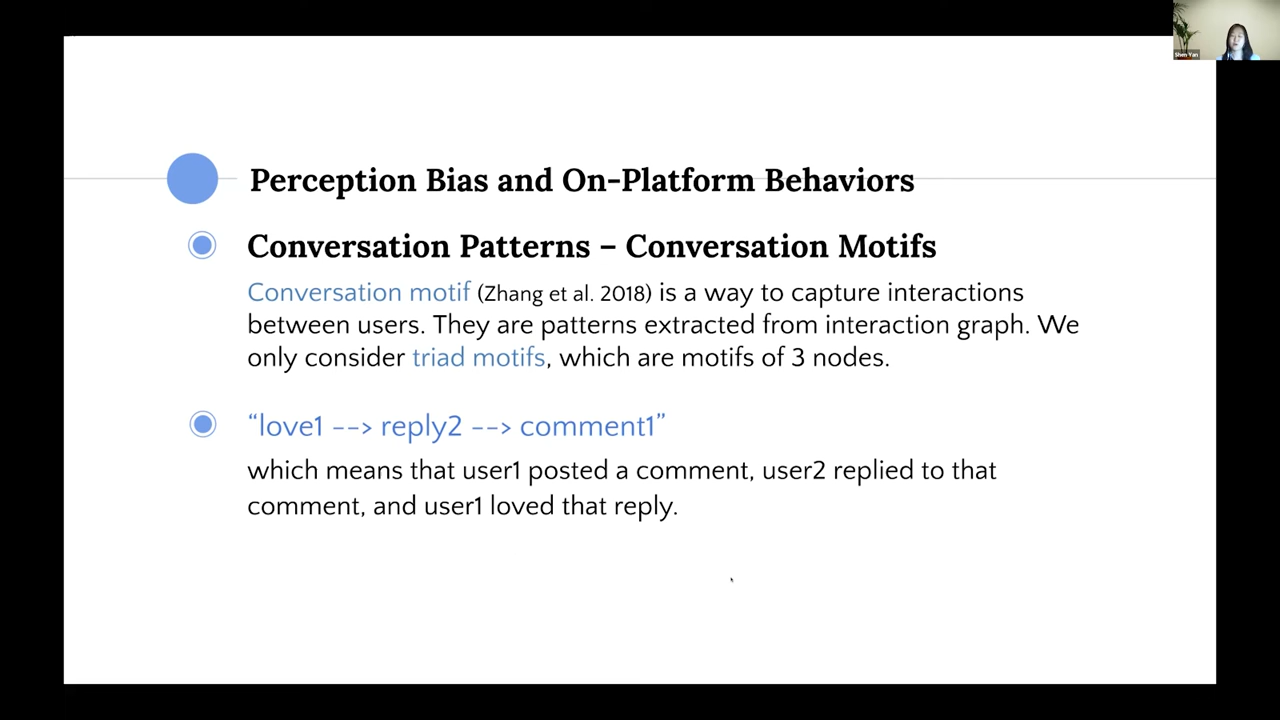 Shen Yan
Perception Bias and On-Platform Behaviors
Conversation Patterns – Conversation Motifs
Conversation motif (Zhang et al. 2018) is a way to capture interactions
between users. They are patterns extracted from interaction graph. We
only consider triad motifs, which are motifs of 3 nodes.
“love1 --> reply2 --> comment1”
which means that user1 posted a comment, user2 replied to that
comment, and user1 loved that reply.